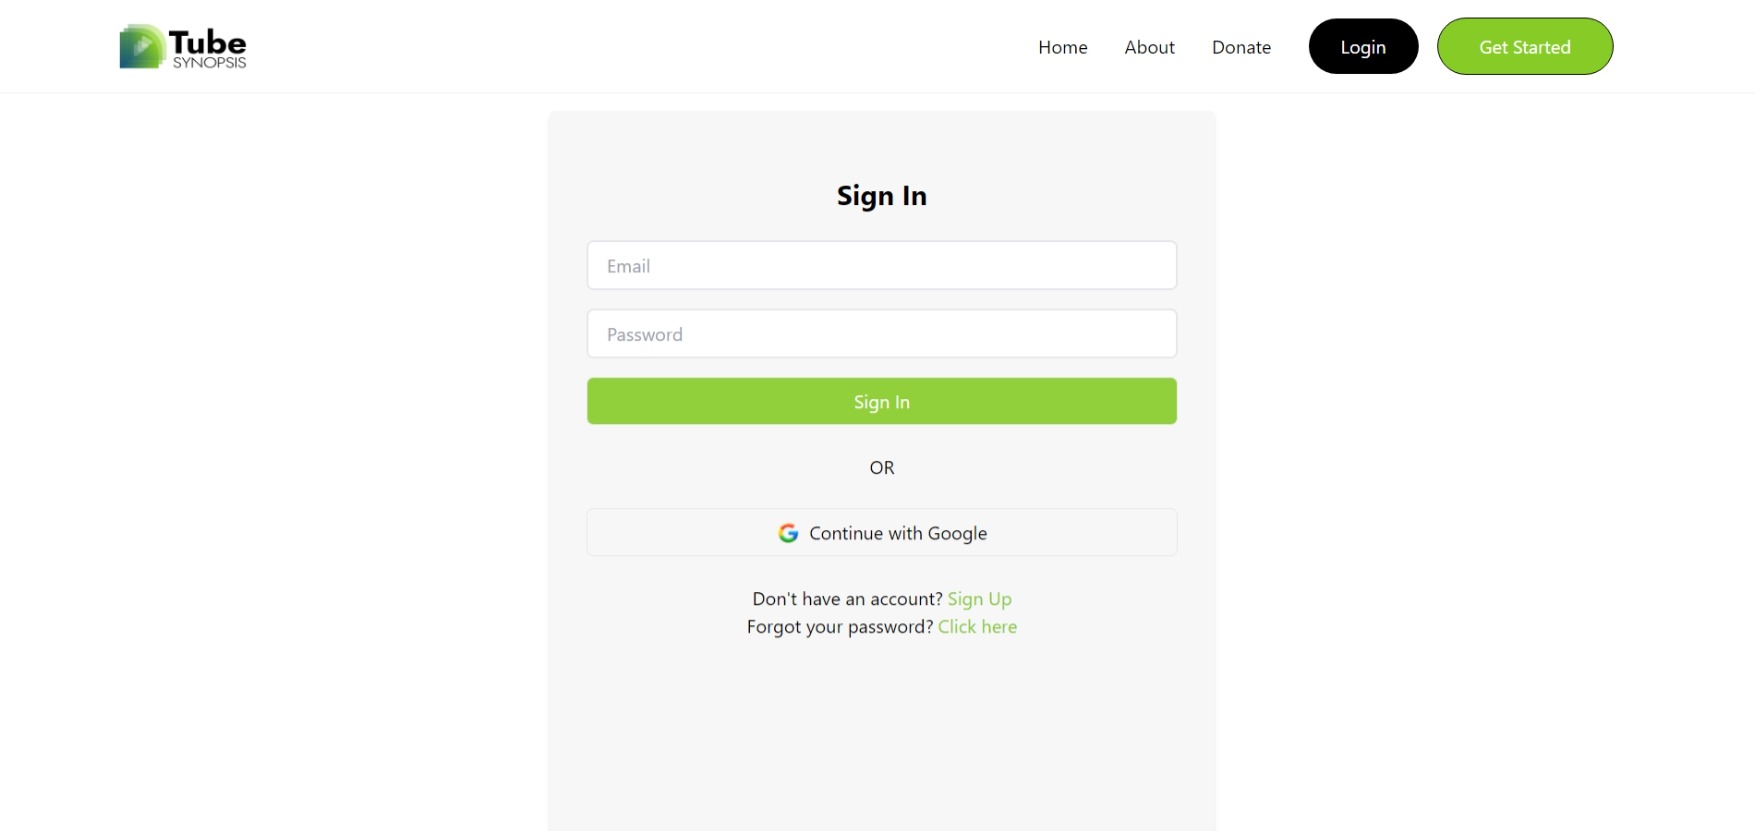 Tube
SYNOPSIS
Home About Donate Login Get Started
Sign In
Email
Password
Sign In
OR
Continue with Google
Don't have an account? Sign Up
Forgot your password? Click here